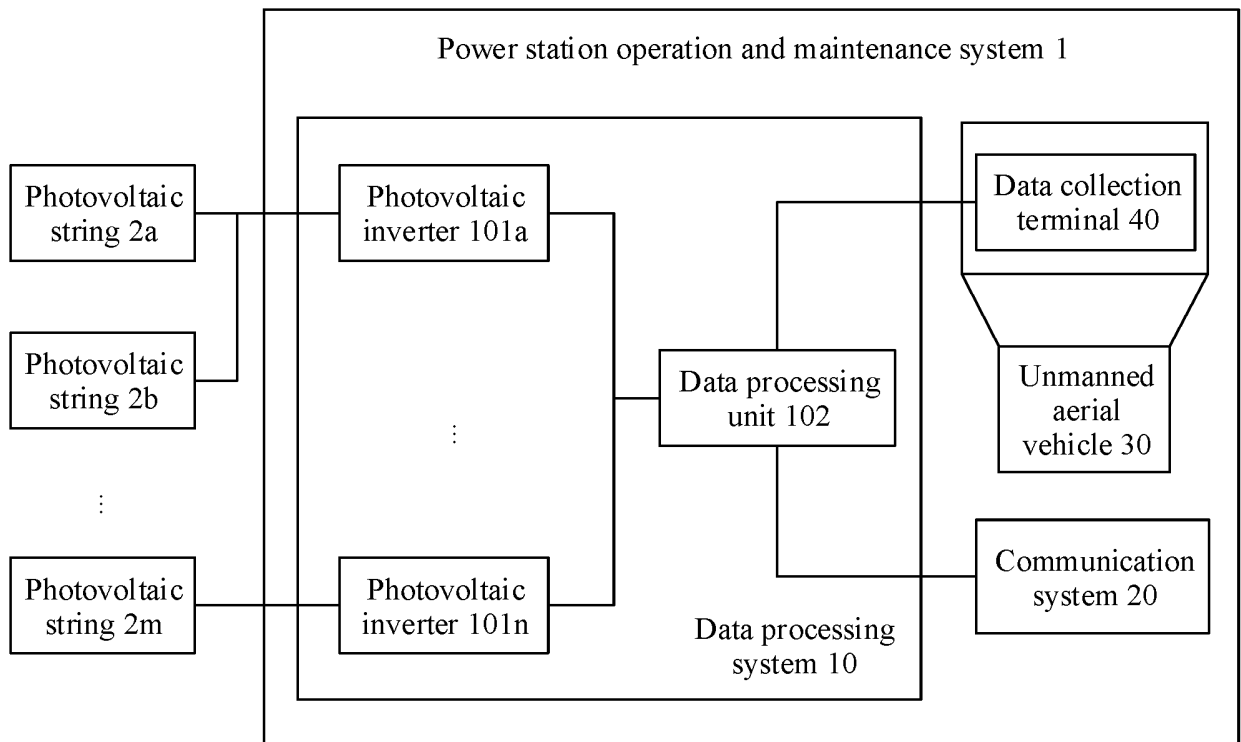 Power station operation and maintenance system 1
Photovoltaic
string 2a
Photovoltaic
inverter 101a
Data collection
terminal 40
Photovoltaic
string 2b
Data processing
unit 102
Unmanned
aerial
vehicle 30
⋮
⋮
Photovoltaic
string 2m
Photovoltaic
inverter 101n
Communication
system 20
Data processing
system 10